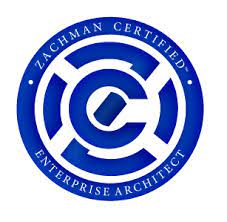 ZACHMAN CERTIFIED™
ENTERPRISE ARCHITECT